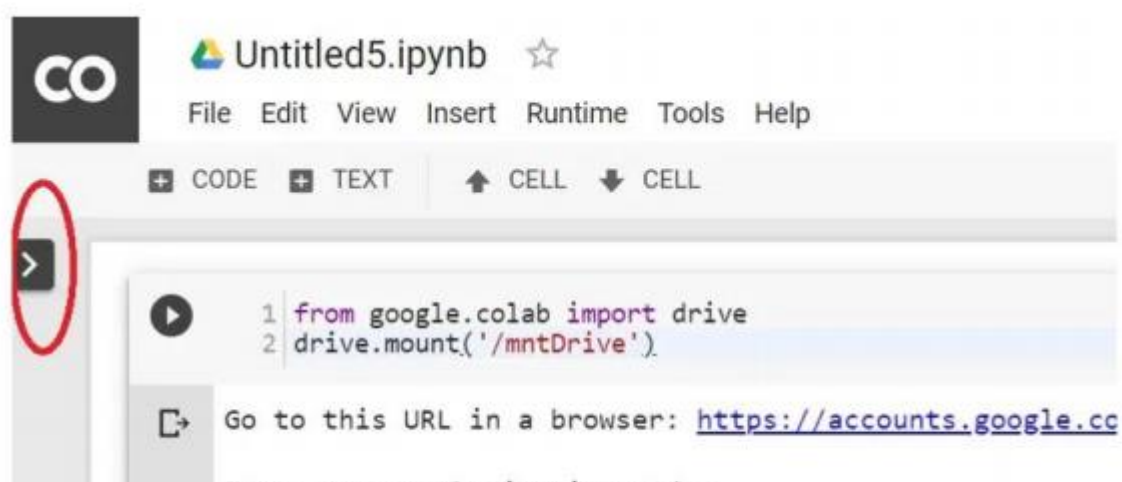 CO
Untitled5.ipynb
File Edit View Insert Runtime Tools Help
CODE TEXT CELL CELL
1 from google.colab import drive
2 drive.mount('/mntDrive')
Go to this URL in a browser: https://accounts.google.co